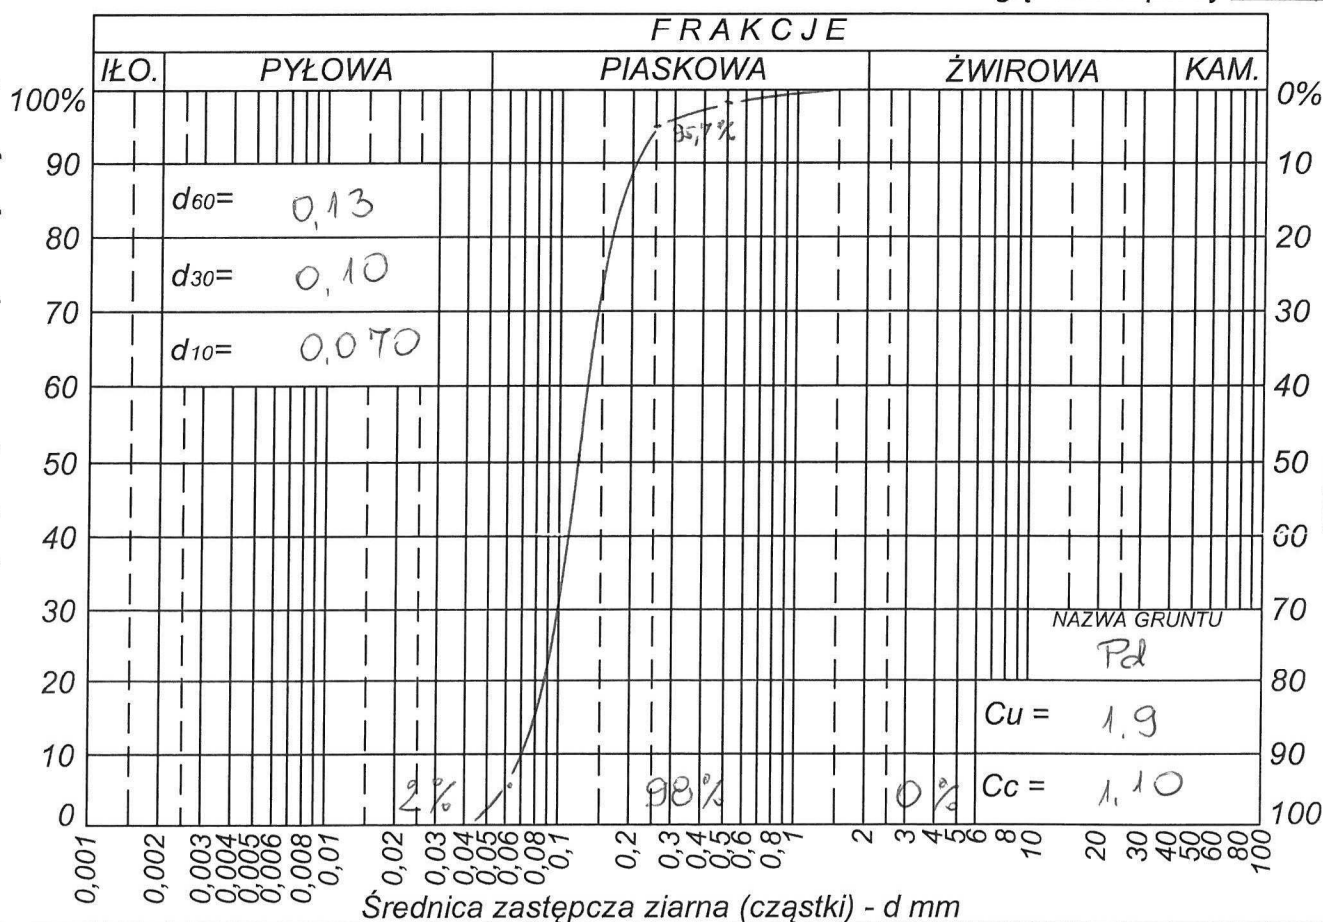 FRAKCJE
IŁO. PYŁOWA PIASKOWA ŻWIROWA KAM.
100% 0%
95,7%
90 10
d60= 0,13
80 20
d30= 0,10
70 30
d10= 0,070
60 40
50 50
40 60
30 70
NAZWA GRUNTU
Pd
20 80
Cu = 1.9
10 90
2% 98% 0% Cc = 1.10
0 100
0,001 0,002 0,003 0,004 0,005 0,006 0,008 0,01 0,02 0,03 0,04 0,05 0,06 0,08 0,1 0,2 0,3 0,4 0,5 0,6 0,8 1 2 3 4 5 6 8 10 20 30 40 50 60 80 100
Średnica zastępcza ziarna (cząstki) - d mm